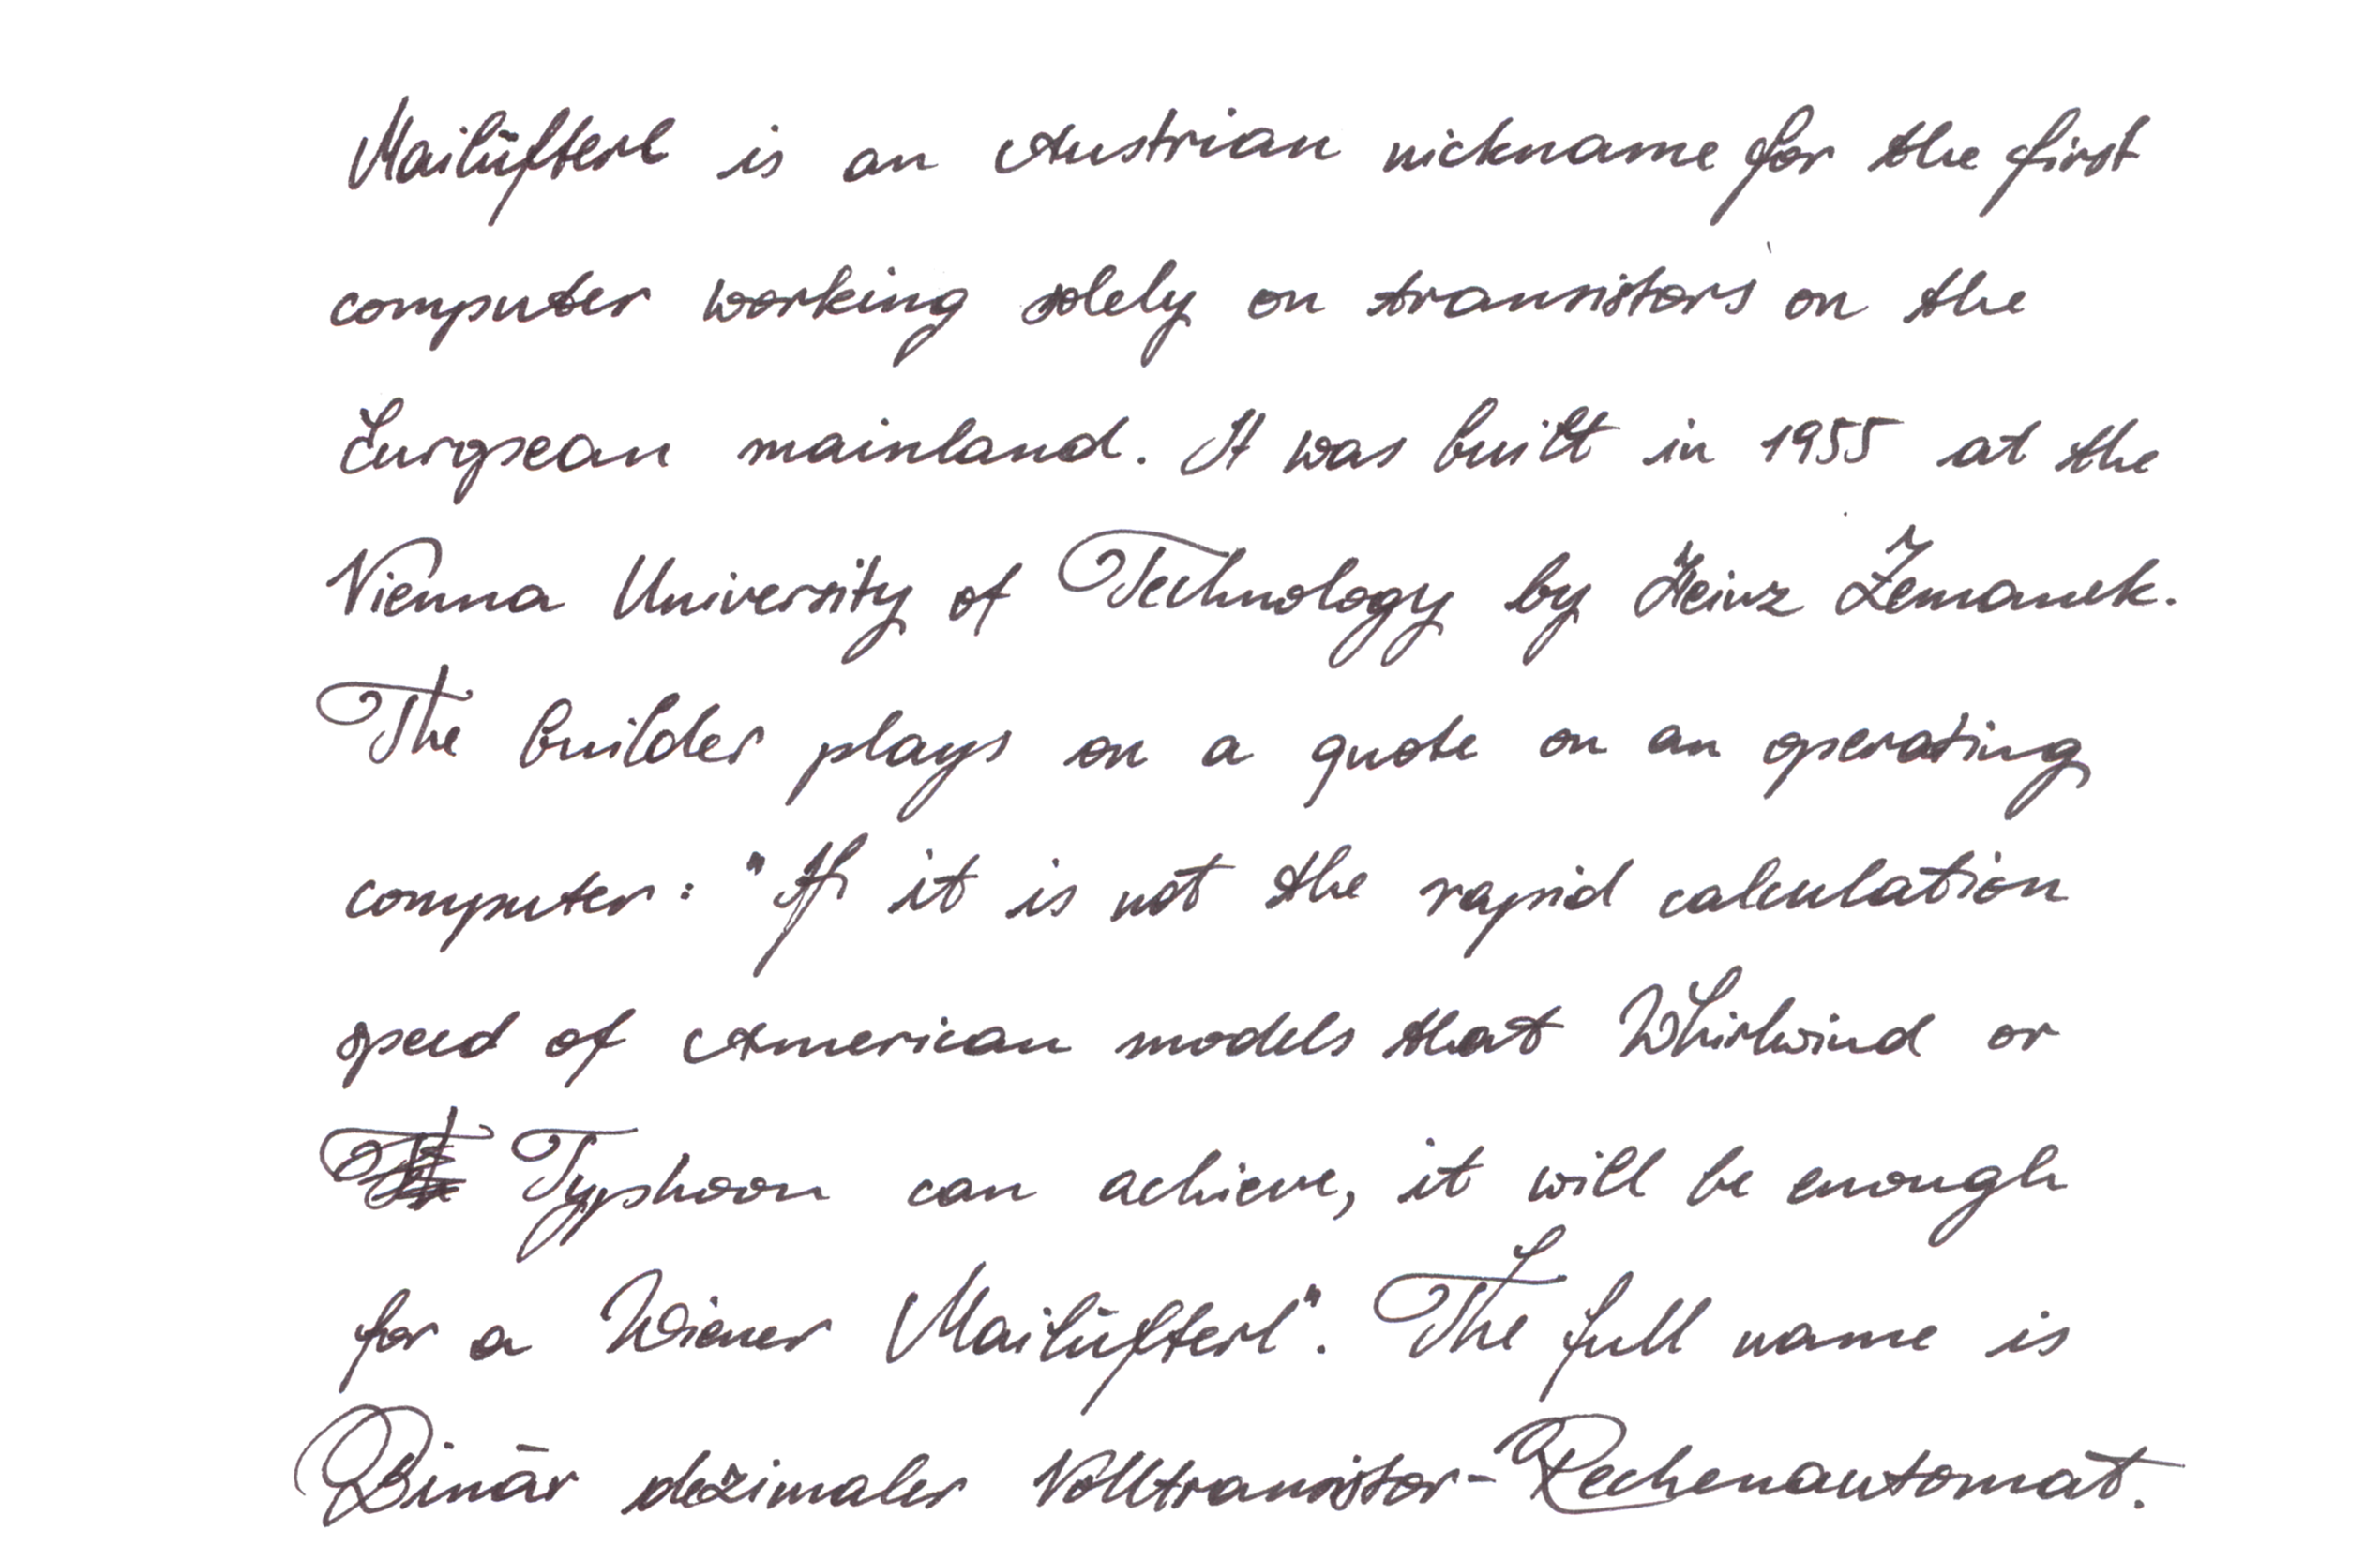 Mailüfterl is an Austrian nickname for the first
computer working solely on transistors on the
European mainland. It was built in 1955 at the
Vienna University of Technology by Heinz Zemanek.
The builder plays on a quote on an operating
computer: "If it is not the rapid calculation
speed of American models that Whirlwind or
Typhoon can achieve, it will be enough
for a Wiener Mailüfterl". The full name is
Binär dezimaler Volltransistor-Rechenautomat.